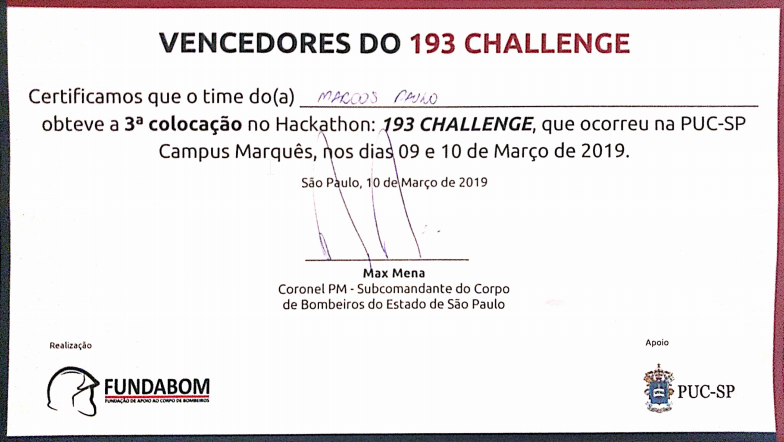 VENCEDORES DO 193 CHALLENGE
Certificamos que o time do(a) MARCOS PAULO
obteve a 3ª colocação no Hackathon: 193 CHALLENGE, que ocorreu na PUC-SP
Campus Marquês, nos dias 09 e 10 de Março de 2019.
São Paulo, 10 de Março de 2019
Max Mena
Coronel PM - Subcomandante do Corpo
de Bombeiros do Estado de São Paulo
Realização
Apoio
FUNDABOM
FUNDAÇÃO DE APOIO AO CORPO DE BOMBEIROS
PUC-SP